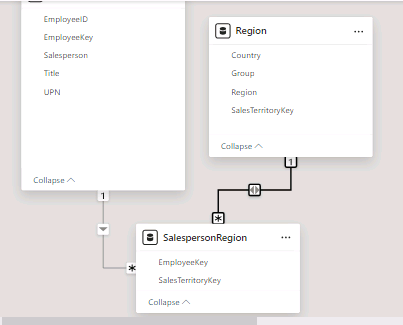 EmployeeID
EmployeeKey
Salesperson
Title
UPN
Collapse
Region
Country
Group
Region
SalesTerritoryKey
Collapse
1
1
*
*
SalespersonRegion
EmployeeKey
SalesTerritoryKey
Collapse